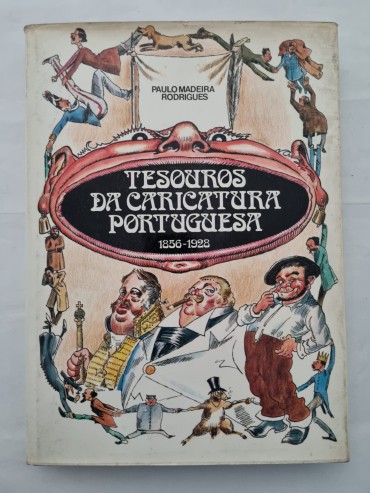 PAULO MADEIRA
RODRIGUES
TESOUROS
DA CARICATURA
PORTUGUESA
1856-1928